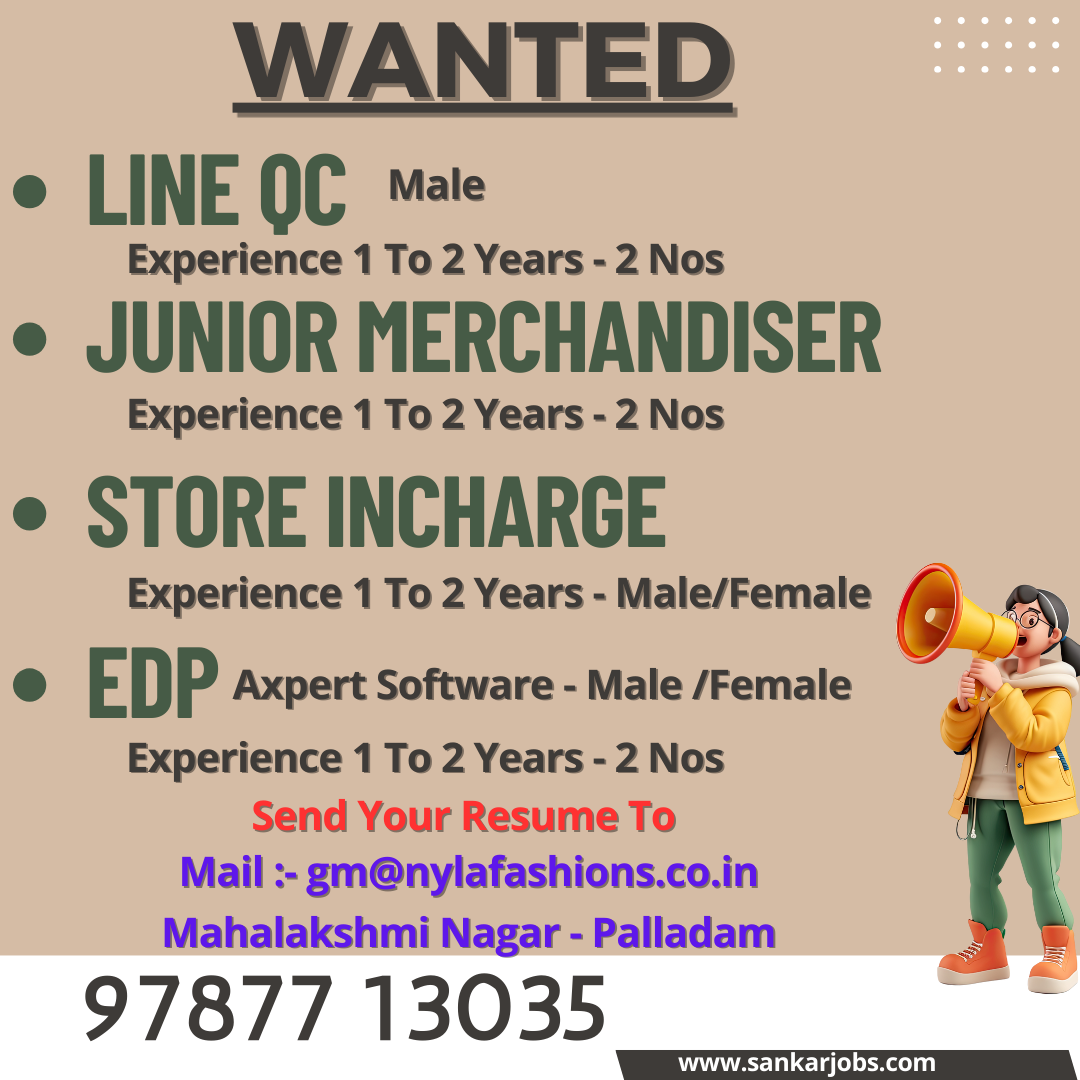 WANTED
• LINE QC Male
Experience 1 To 2 Years - 2 Nos
• JUNIOR MERCHANDISER
Experience 1 To 2 Years - 2 Nos
• STORE INCHARGE
Experience 1 To 2 Years - Male/Female
• EDP Axpert Software - Male /Female
Experience 1 To 2 Years - 2 Nos
Send Your Resume To
Mail :- gm@nylafashions.co.in
Mahalakshmi Nagar - Palladam
97877 13035
www.sankarjobs.com